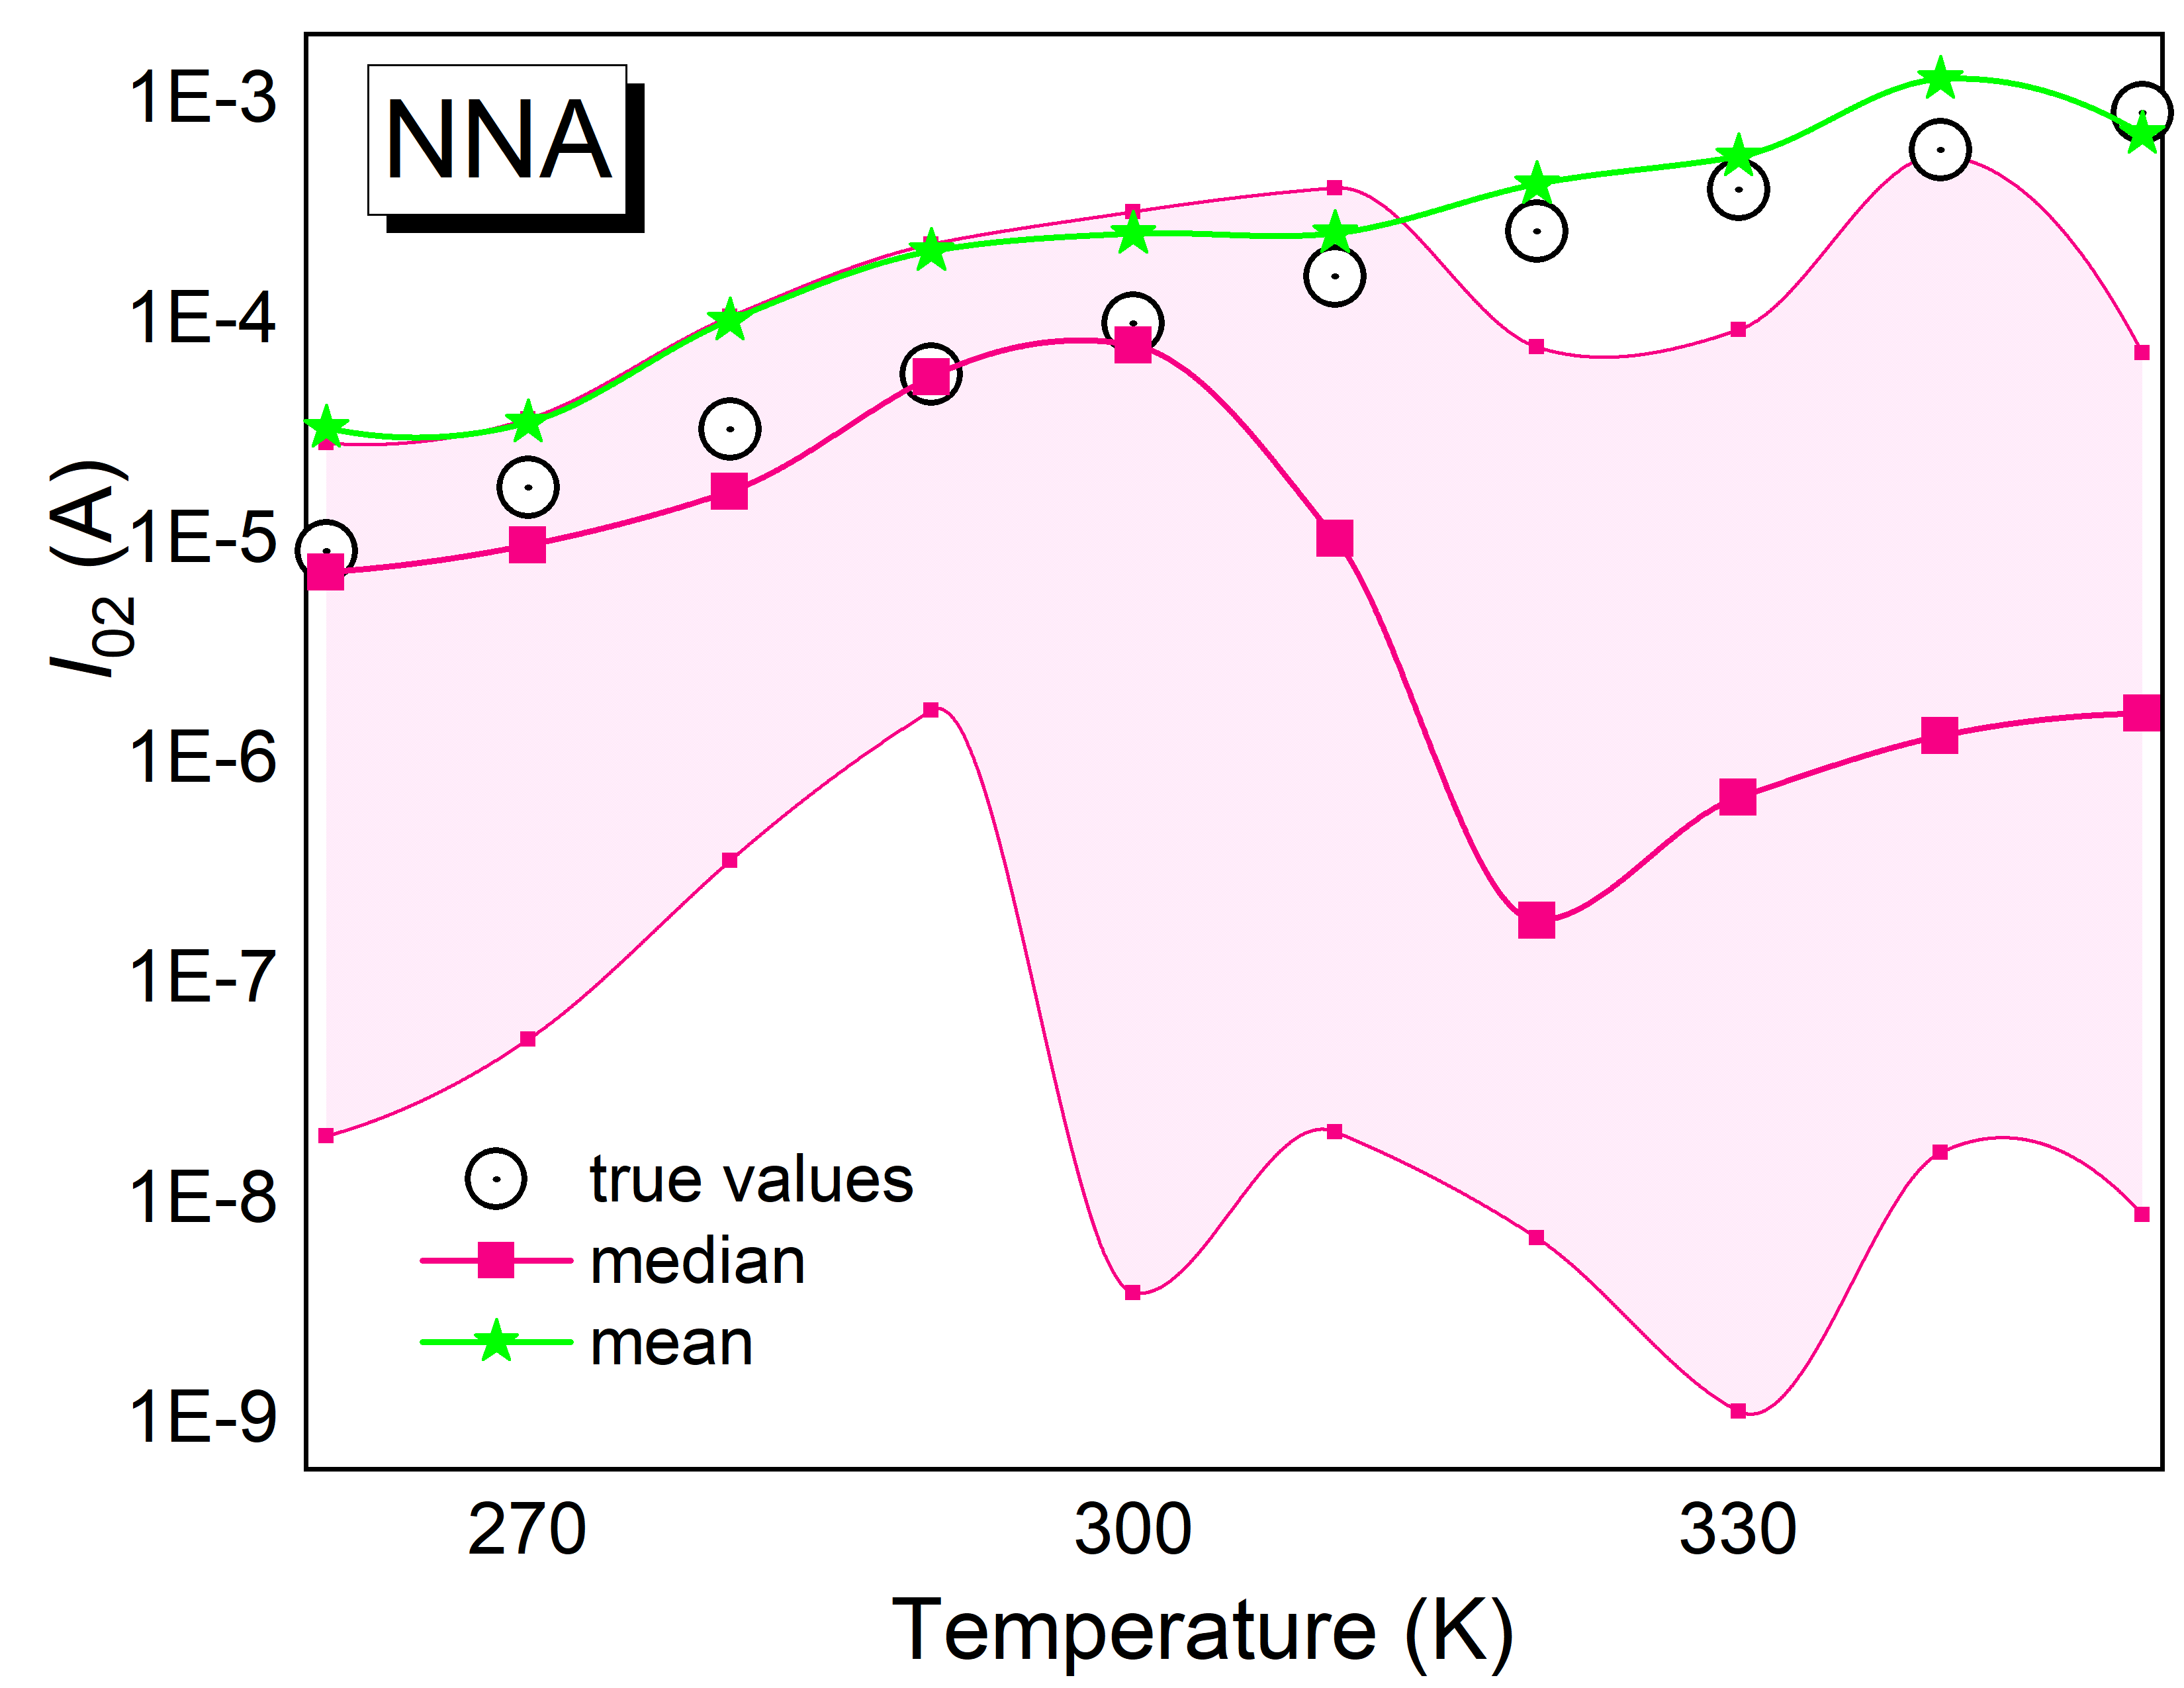 NNA
1E-3
1E-4
1E-5
1E-6
1E-7
1E-8
1E-9
I02 (A)
true values
median
mean
270 300 330
Temperature (K)